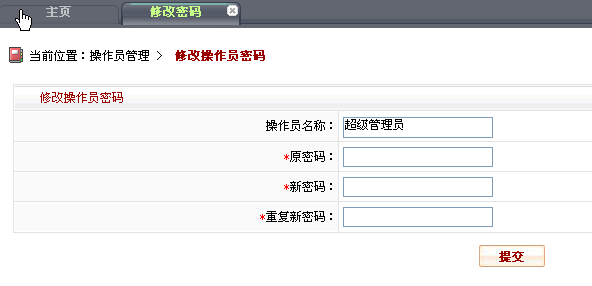 主页 修改密码
当前位置：操作员管理 > 修改操作员密码
修改操作员密码
操作员名称： 超级管理员
*原密码：
*新密码：
*重复新密码：
提交